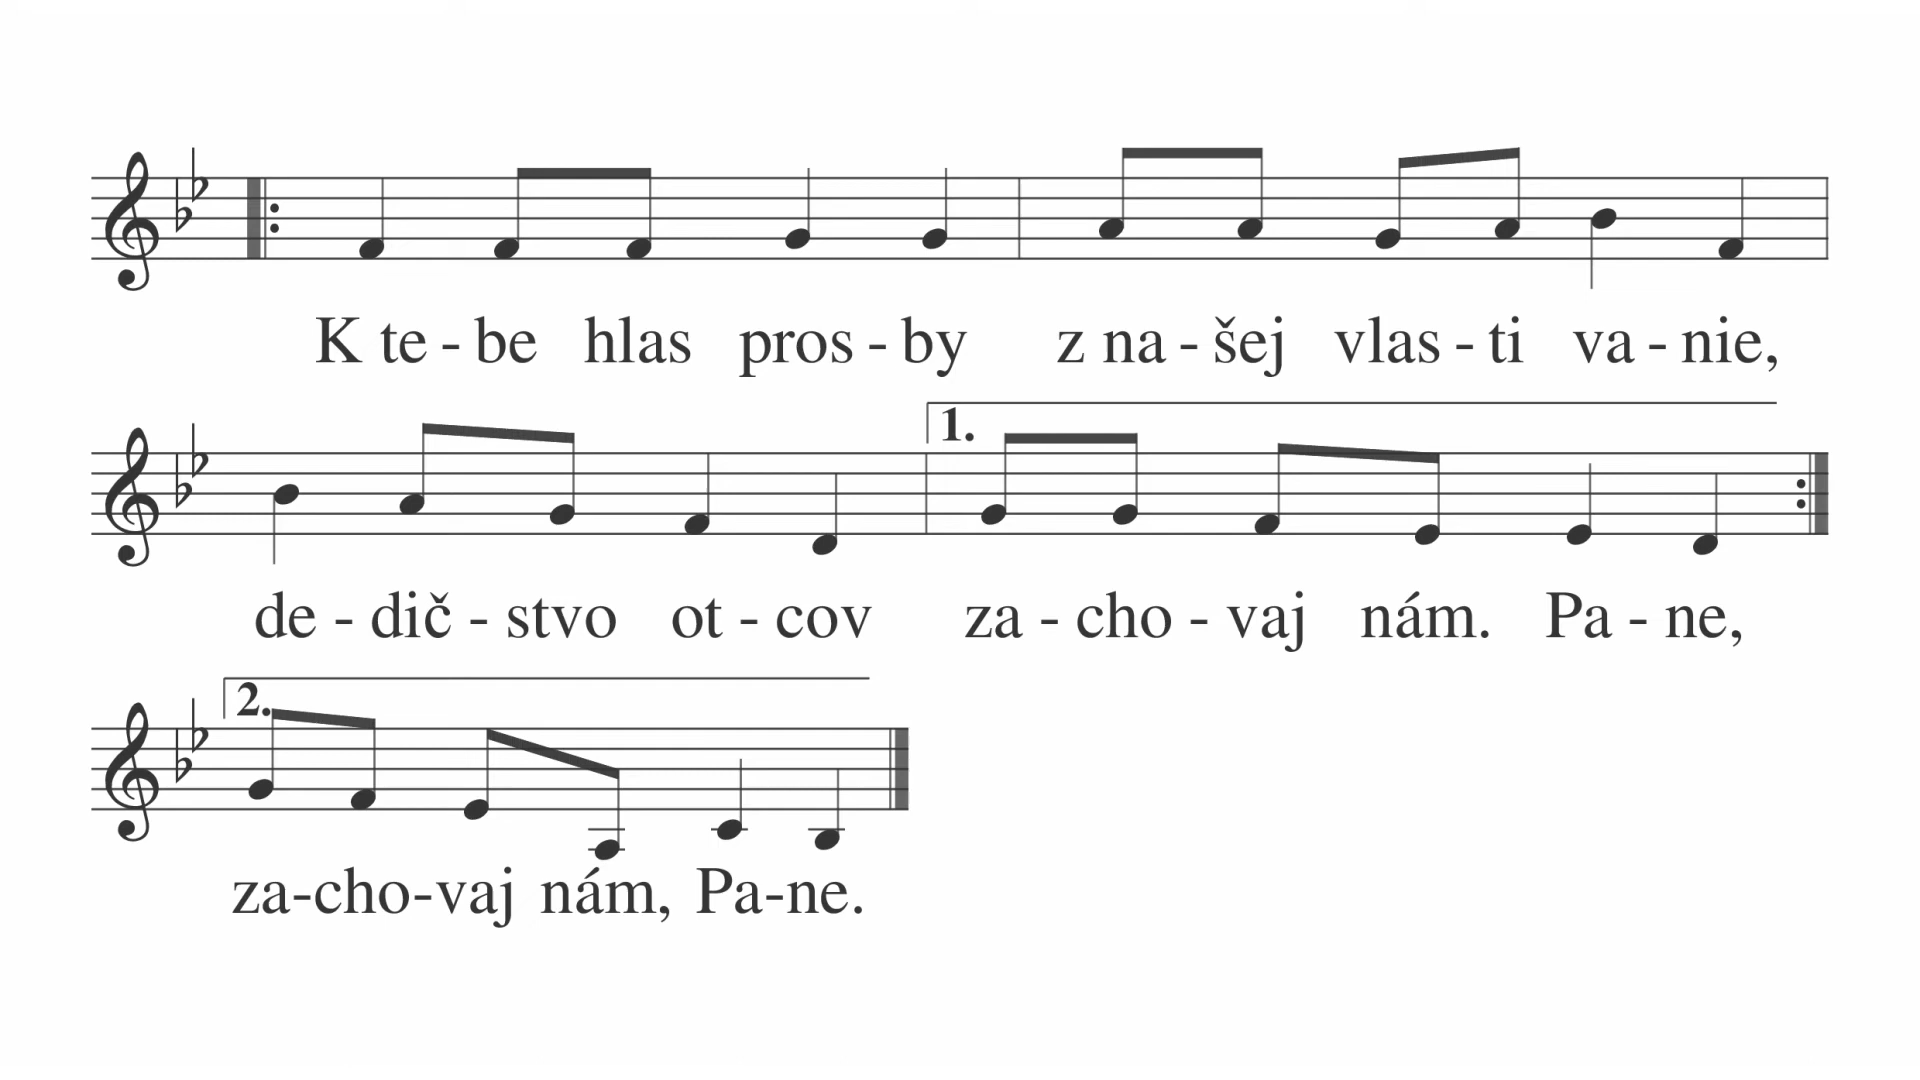 K te - be hlas pros - by z na - šej vlas - ti va - nie,
1.
de - dič - stvo ot - cov za - cho - vaj nám. Pa - ne,
2.
za-cho-vaj nám, Pa-ne.